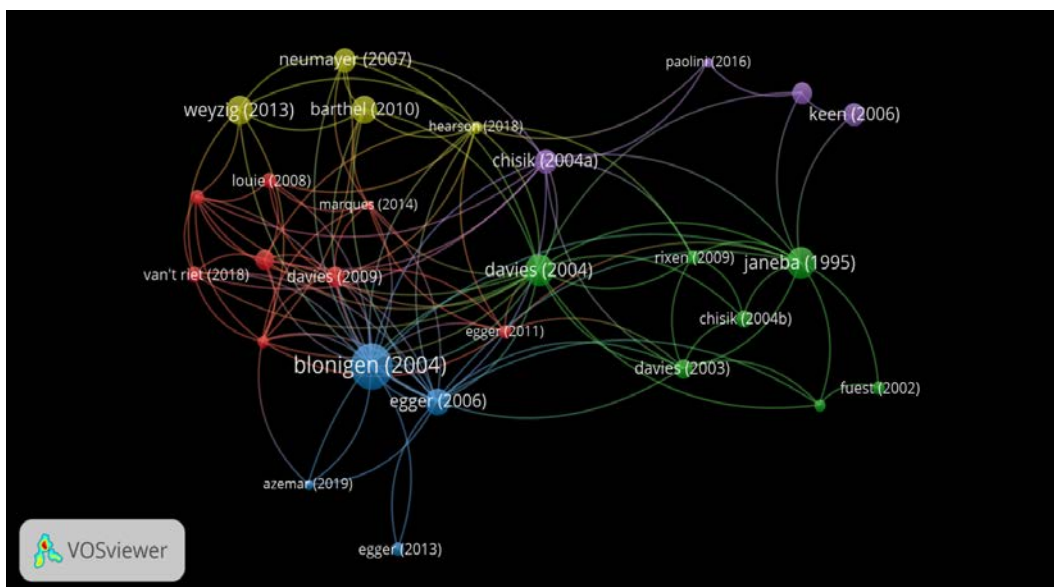 neumayer (2007)
paolini (2016)
weyzig (2013)
barthel (2010)
keen (2006)
hearson (2018)
chisik (2004a)
louie (2008)
marques (2014)
van't riet (2018)
davies (2009)
davies (2004)
rixen (2009)
janeba (1995)
chisik (2004b)
egger (2011)
blonigen (2004)
davies (2003)
egger (2006)
fuest (2002)
azemar (2019)
egger (2013)
VOSviewer